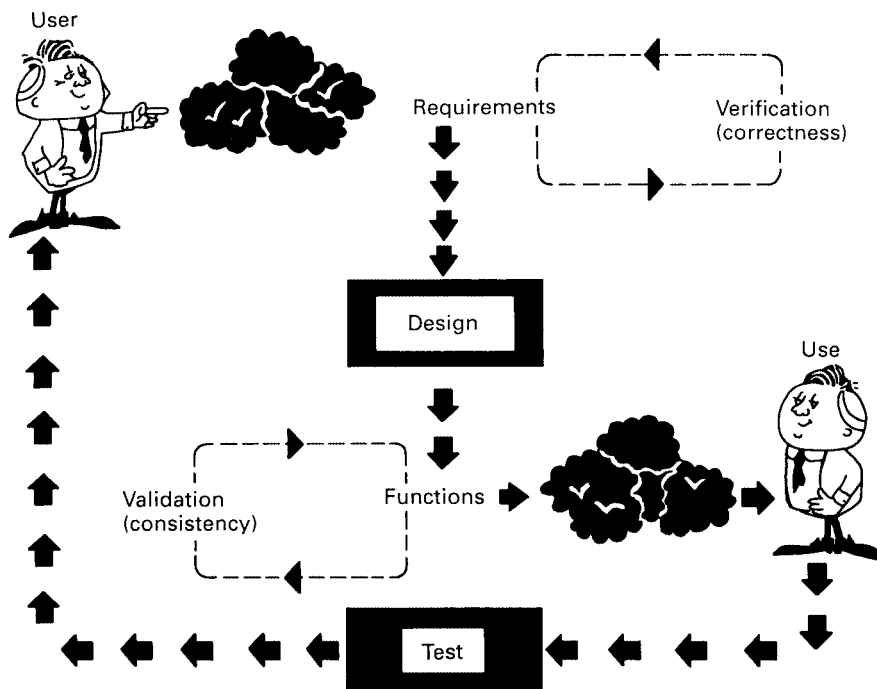 User
Requirements
Verification
(correctness)
Design
Use
Validation
(consistency)
Functions
Test